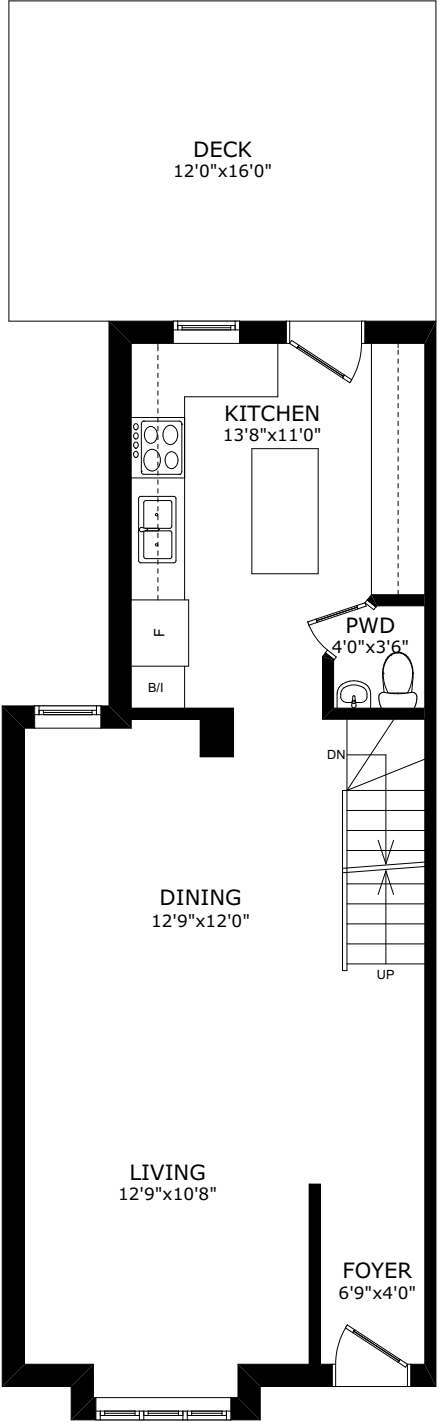 DECK
12'0"x16'0"
KITCHEN
13'8"x11'0"
F
B/I
PWD
4'0"x3'6"
DN
DINING
12'9"x12'0"
UP
LIVING
12'9"x10'8"
FOYER
6'9"x4'0"